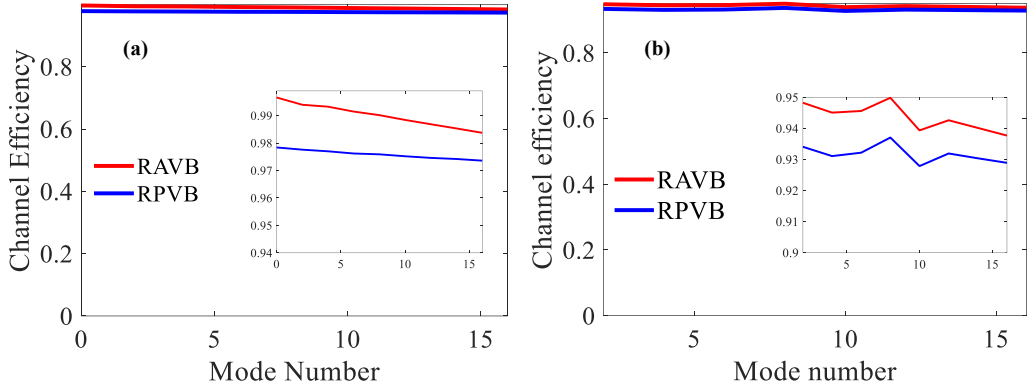 (a)
Channel Efficiency
0.8
0.6
0.4
0.2
0
0.99
0.98
0.97
0.96
0.95
0.94
0 5 10 15
RAVB
RPVB
0 5 10 15
Mode Number
(b)
Channel efficiency
0.8
0.6
0.4
0.2
0
0.95
0.94
0.93
0.92
0.91
0.9
5 10 15
RAVB
RPVB
5 10 15
Mode number